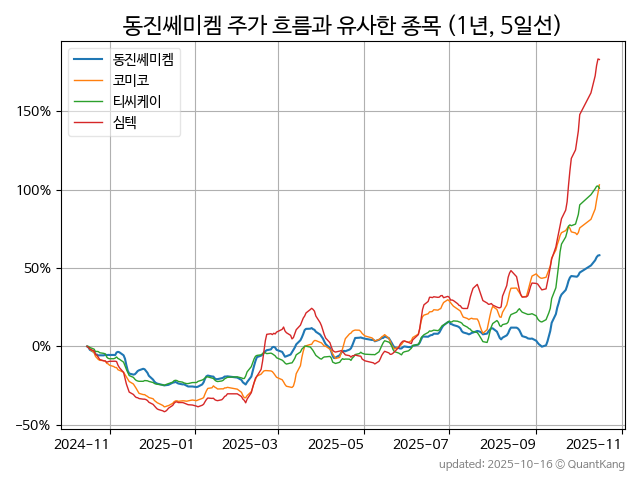 동진쎄미켐 주가 흐름과 유사한 종목 (1년, 5일선)
동진쎄미켐
코미코
티씨케이
심텍
150%
100%
50%
0%
−50%
2024-11
2025-01
2025-03
2025-05
2025-07
2025-09
2025-11
updated: 2025-10-16 © QuantKang